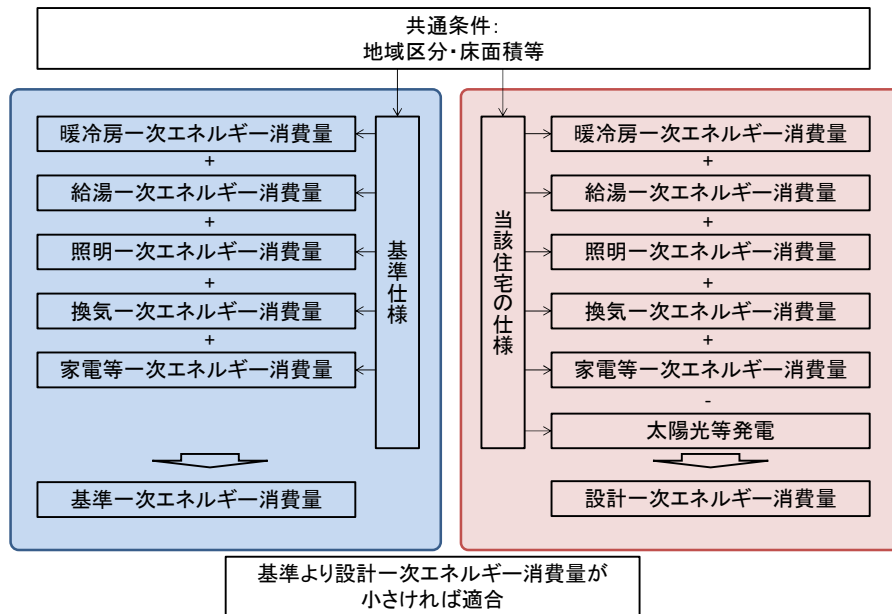 共通条件:
地域区分・床面積等
暖冷房一次エネルギー消費量
+
給湯一次エネルギー消費量
+
照明一次エネルギー消費量
+
換気一次エネルギー消費量
+
家電等一次エネルギー消費量
基準仕様
基準一次エネルギー消費量
当該住宅の仕様
暖冷房一次エネルギー消費量
+
給湯一次エネルギー消費量
+
照明一次エネルギー消費量
+
換気一次エネルギー消費量
+
家電等一次エネルギー消費量
-
太陽光等発電
設計一次エネルギー消費量
基準より設計一次エネルギー消費量が
小さければ適合